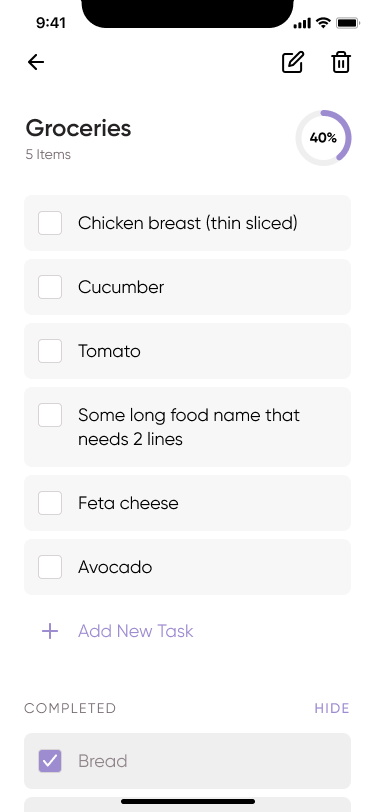 9:41
Groceries
5 Items
40%
Chicken breast (thin sliced)
Cucumber
Tomato
Some long food name that
needs 2 lines
Feta cheese
Avocado
Add New Task
COMPLETED
HIDE
Bread